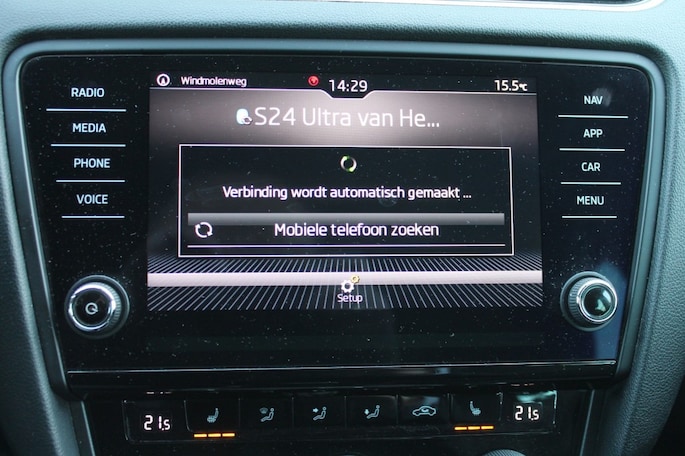 Windmolenweg 14:29 15.5°C
RADIO
MEDIA
PHONE
VOICE
S24 Ultra van He...
Verbinding wordt automatisch gemaakt ...
Mobiele telefoon zoeken
Setup
NAV
APP
CAR
MENU
21.5 21.5